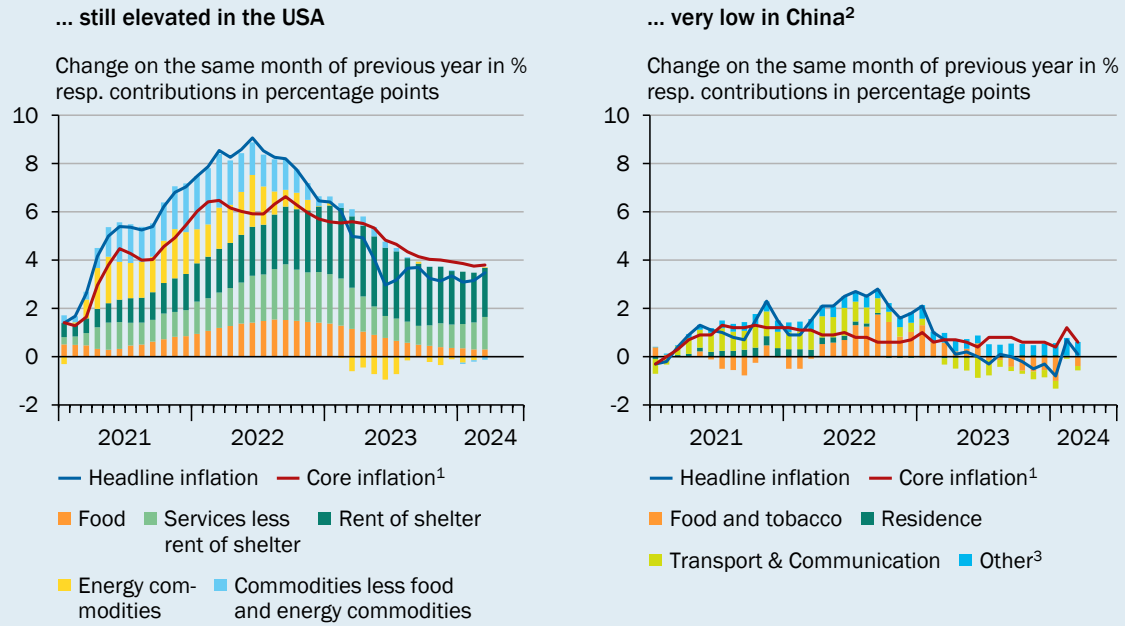 ... still elevated in the USA
Change on the same month of previous year in %
resp. contributions in percentage points
10
8
6
4
2
0
-2
2021 2022 2023 2024
Headline inflation Core inflation¹
Food Services less rent of shelter Rent of shelter
Energy com-
modities
Commodities less food
and energy commodities
... very low in China²
Change on the same month of previous year in %
resp. contributions in percentage points
10
8
6
4
2
0
-2
2021 2022 2023 2024
Headline inflation Core inflation¹
Food and tobacco Residence
Transport & Communication Other³